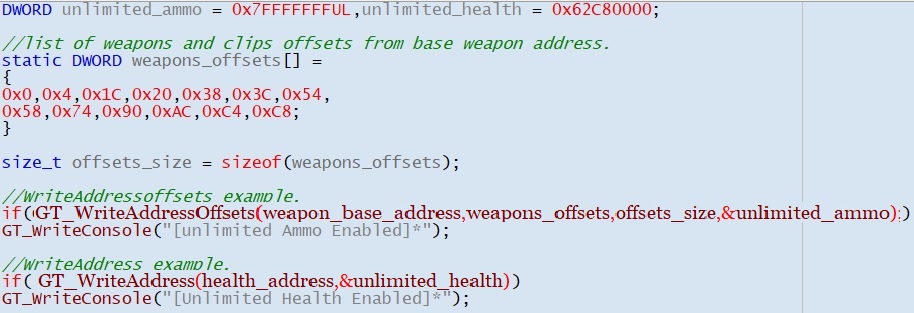 DWORD unlimited_ammo = 0x7FFFFFFFUL,unlimited_health = 0x62C80000;
//list of weapons and clips offsets from base weapon address.
static DWORD weapons_offsets[] =
{
0x0,0x4,0x1C,0x20,0x38,0x3C,0x54,
0x58,0x74,0x90,0xAC,0xC4,0xC8;
}
size_t offsets_size = sizeof(weapons_offsets);
//WriteAddressoffsets example.
if(GT_WriteAddressOffsets(weapon_base_address,weapons_offsets,offsets_size,&unlimited_ammo);)
GT_WriteConsole("[unlimited Ammo Enabled]*");
//WriteAddress example.
if( GT_WriteAddress(health_address,&unlimited_health))
GT_WriteConsole("[Unlimited Health Enabled]*");